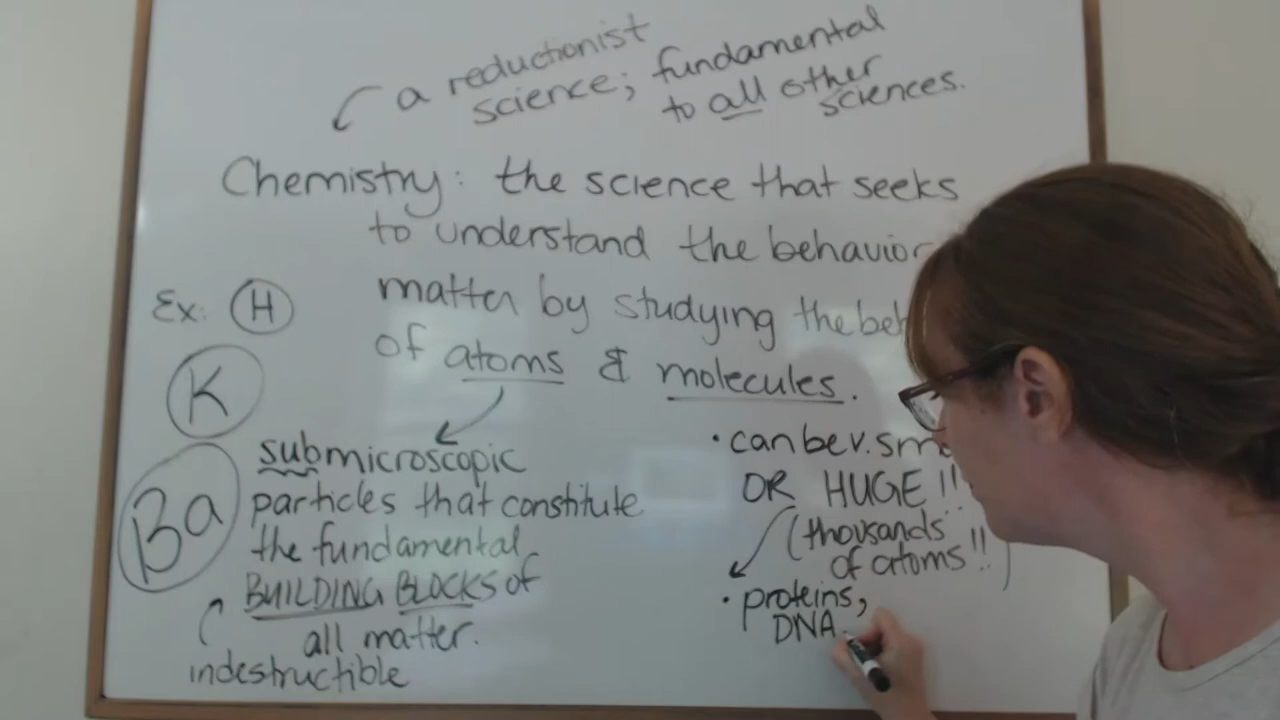 a reductionist
science; fundamental
to all other
sciences.
Chemistry: the science that seeks
to understand the behavior
matter by studying the
of atoms & molecules.
Ex: H
K
Ba
submicroscopic
particles that constitute
the fundamental
BUILDING BLOCKS of
all matter.
indestructible
• can be v.
OR HUGE!!
(thousands
of atoms!!)
• proteins,
DNA